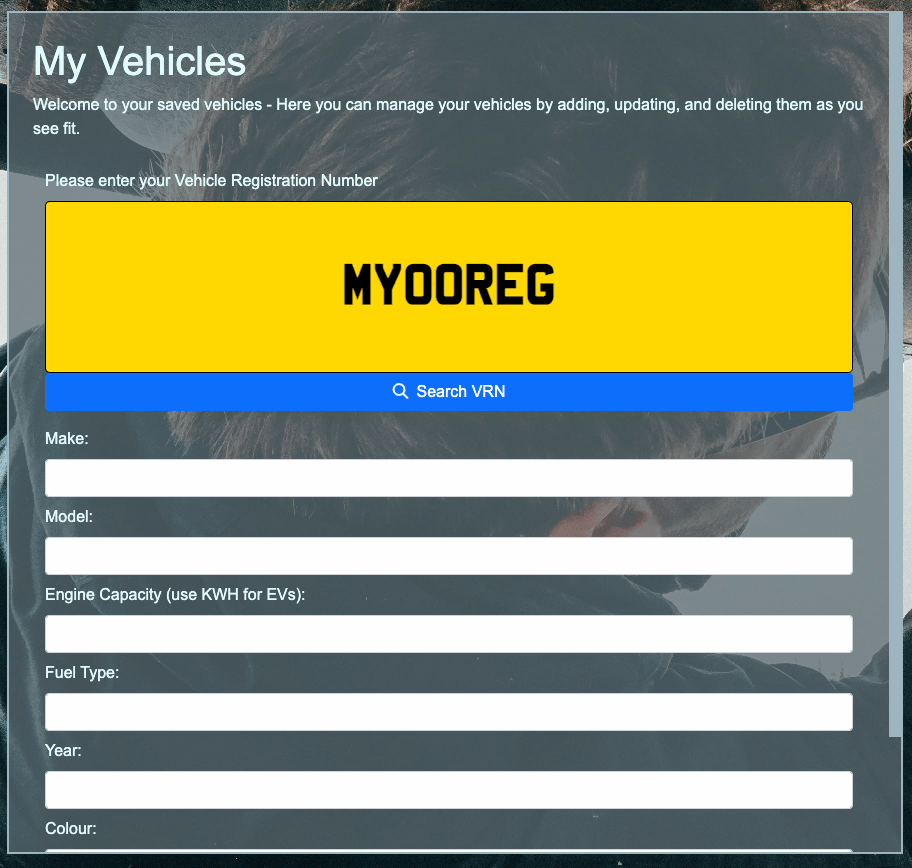 My Vehicles
Welcome to your saved vehicles - Here you can manage your vehicles by adding, updating, and deleting them as you
see fit.
Please enter your Vehicle Registration Number
MY00REG
Search VRN
Make:
Model:
Engine Capacity (use KWH for EVs):
Fuel Type:
Year:
Colour: